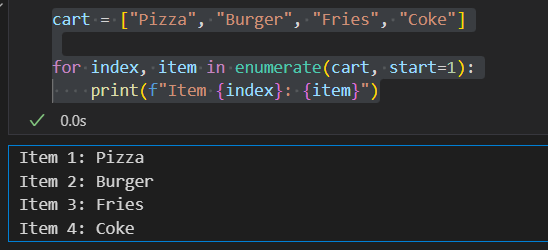 cart = ["Pizza", "Burger", "Fries", "Coke"]
for index, item in enumerate(cart, start=1):
    print(f"Item {index}: {item}")
0.0s
Item 1: Pizza
Item 2: Burger
Item 3: Fries
Item 4: Coke